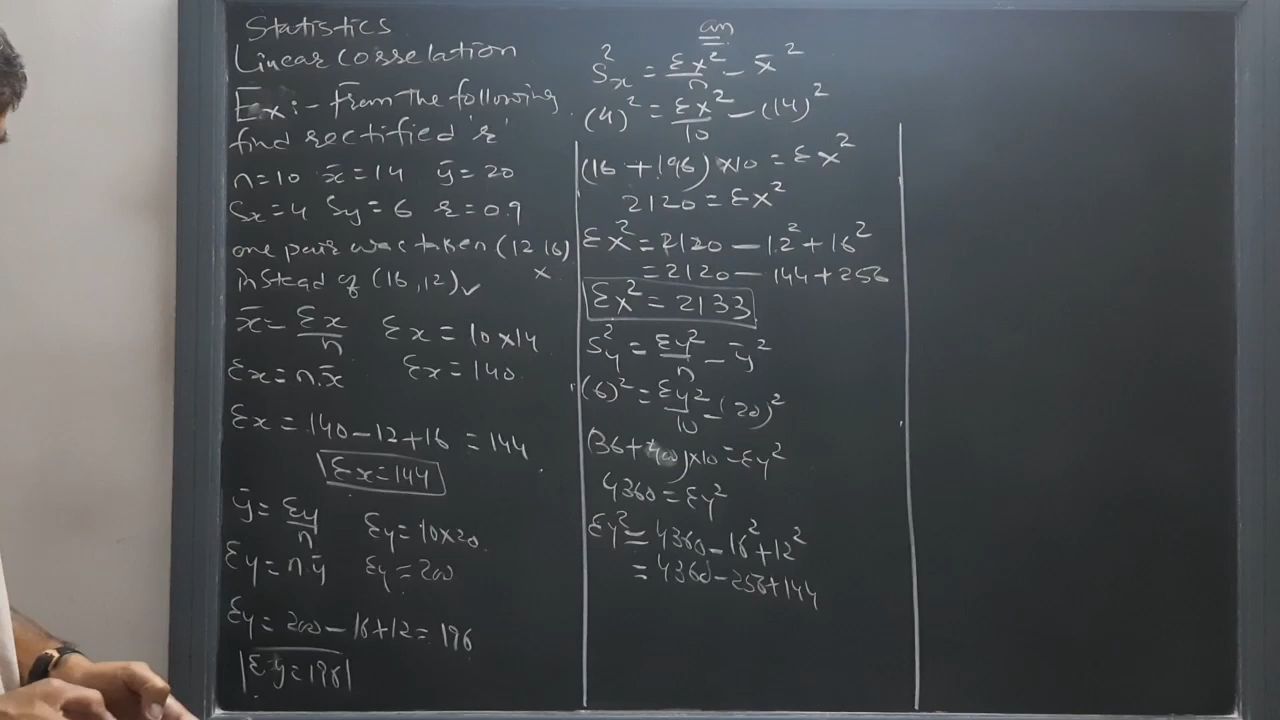 Statistics
Linear correlation
Ex:- From the following
find rectified 'r'
n=10 x̄=14 ȳ=20
Sx=4 Sy=6 r=0.9
one pair was taken (12 16) ×
instead of (16,12) ✓
x̄ = Σx/n Σx = 10×14
Σx = n.x̄ Σx = 140
Σx = 140-12+16 = 144
Σx=144
ȳ = Σy/n Σy = 10×20
Σy = n.ȳ Σy = 200
Σy = 200-16+12 = 196
Σy = 196
an
S²x = Σx²/n - x̄²
(4)² = Σx²/10 - (14)²
(16+196)×10 = Σx²
2120 = Σx²
Σx² = 2120-12²+16²
= 2120-144+256
Σx² = 2133
S²y = Σy²/n - ȳ²
(6)² = Σy²/10 - (20)²
(36+400)×10 = Σy²
4360 = Σy²
Σy² = 4360-16²+12²
= 4360-256+144